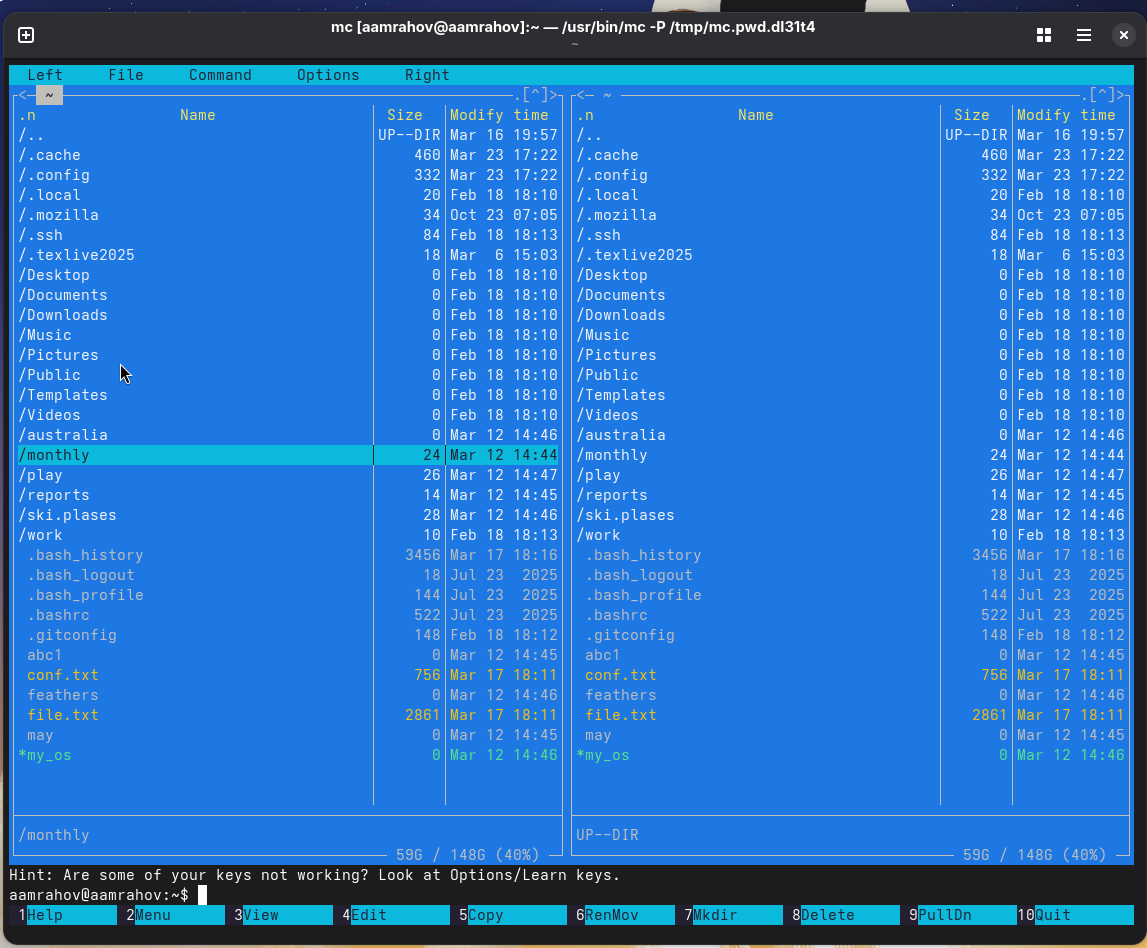 mc [aamrahov@aamrahov]:~ — /usr/bin/mc -P /tmp/mc.pwd.dl31t4
~
Left File Command Options Right
<─ ~ ─.[^]>
.n Name Size Modify time
/.. UP--DIR Mar 16 19:57
/.cache 460 Mar 23 17:22
/.config 332 Mar 23 17:22
/.local 20 Feb 18 18:10
/.mozilla 34 Oct 23 07:05
/.ssh 84 Feb 18 18:13
/.texlive2025 18 Mar 6 15:03
/Desktop 0 Feb 18 18:10
/Documents 0 Feb 18 18:10
/Downloads 0 Feb 18 18:10
/Music 0 Feb 18 18:10
/Pictures 0 Feb 18 18:10
/Public 0 Feb 18 18:10
/Templates 0 Feb 18 18:10
/Videos 0 Feb 18 18:10
/australia 0 Mar 12 14:46
/monthly 24 Mar 12 14:44
/play 26 Mar 12 14:47
/reports 14 Mar 12 14:45
/ski.plases 28 Mar 12 14:46
/work 10 Feb 18 18:13
.bash_history 3456 Mar 17 18:16
.bash_logout 18 Jul 23 2025
.bash_profile 144 Jul 23 2025
.bashrc 522 Jul 23 2025
.gitconfig 148 Feb 18 18:12
abc1 0 Mar 12 14:45
conf.txt 756 Mar 17 18:11
feathers 0 Mar 12 14:46
file.txt 2861 Mar 17 18:11
may 0 Mar 12 14:45
*my_os 0 Mar 12 14:46
/monthly
59G / 148G (40%)
<─ ~ ─.[^]>
.n Name Size Modify time
/.. UP--DIR Mar 16 19:57
/.cache 460 Mar 23 17:22
/.config 332 Mar 23 17:22
/.local 20 Feb 18 18:10
/.mozilla 34 Oct 23 07:05
/.ssh 84 Feb 18 18:13
/.texlive2025 18 Mar 6 15:03
/Desktop 0 Feb 18 18:10
/Documents 0 Feb 18 18:10
/Downloads 0 Feb 18 18:10
/Music 0 Feb 18 18:10
/Pictures 0 Feb 18 18:10
/Public 0 Feb 18 18:10
/Templates 0 Feb 18 18:10
/Videos 0 Feb 18 18:10
/australia 0 Mar 12 14:46
/monthly 24 Mar 12 14:44
/play 26 Mar 12 14:47
/reports 14 Mar 12 14:45
/ski.plases 28 Mar 12 14:46
/work 10 Feb 18 18:13
.bash_history 3456 Mar 17 18:16
.bash_logout 18 Jul 23 2025
.bash_profile 144 Jul 23 2025
.bashrc 522 Jul 23 2025
.gitconfig 148 Feb 18 18:12
abc1 0 Mar 12 14:45
conf.txt 756 Mar 17 18:11
feathers 0 Mar 12 14:46
file.txt 2861 Mar 17 18:11
may 0 Mar 12 14:45
*my_os 0 Mar 12 14:46
UP--DIR
59G / 148G (40%)
Hint: Are some of your keys not working? Look at Options/Learn keys.
aamrahov@aamrahov:~$
1Help 2Menu 3View 4Edit 5Copy 6RenMov 7Mkdir 8Delete 9PullDn 10Quit